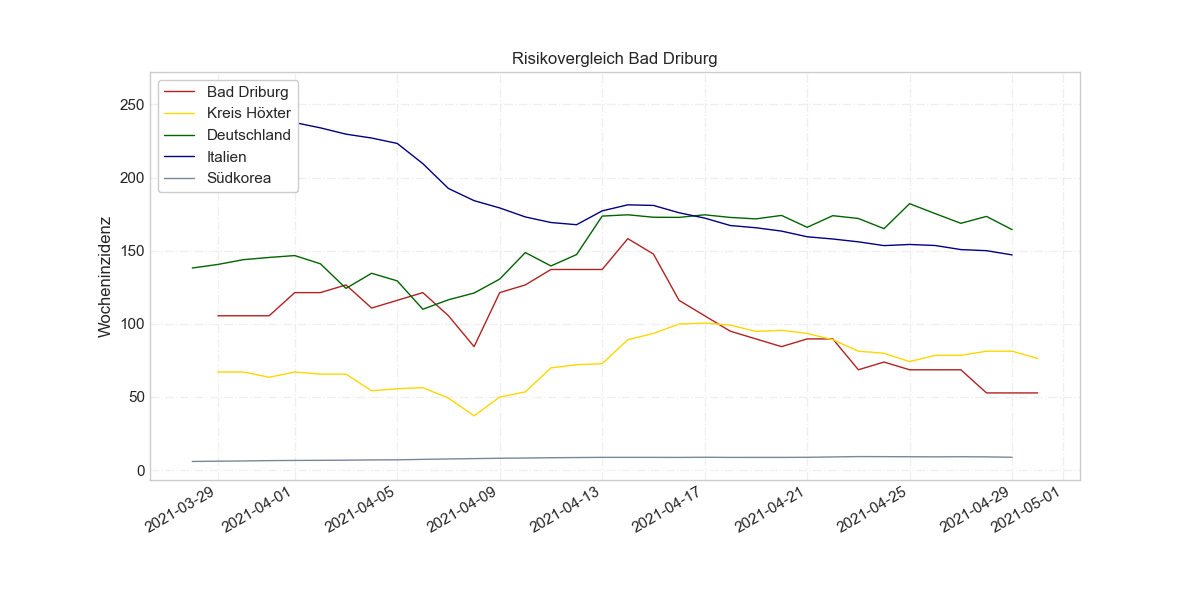 Risikovergleich Bad Driburg
Wocheninzidenz
250
200
150
100
50
0
Bad Driburg
Kreis Höxter
Deutschland
Italien
Südkorea
2021-03-29
2021-04-01
2021-04-05
2021-04-09
2021-04-13
2021-04-17
2021-04-21
2021-04-25
2021-04-29
2021-05-01